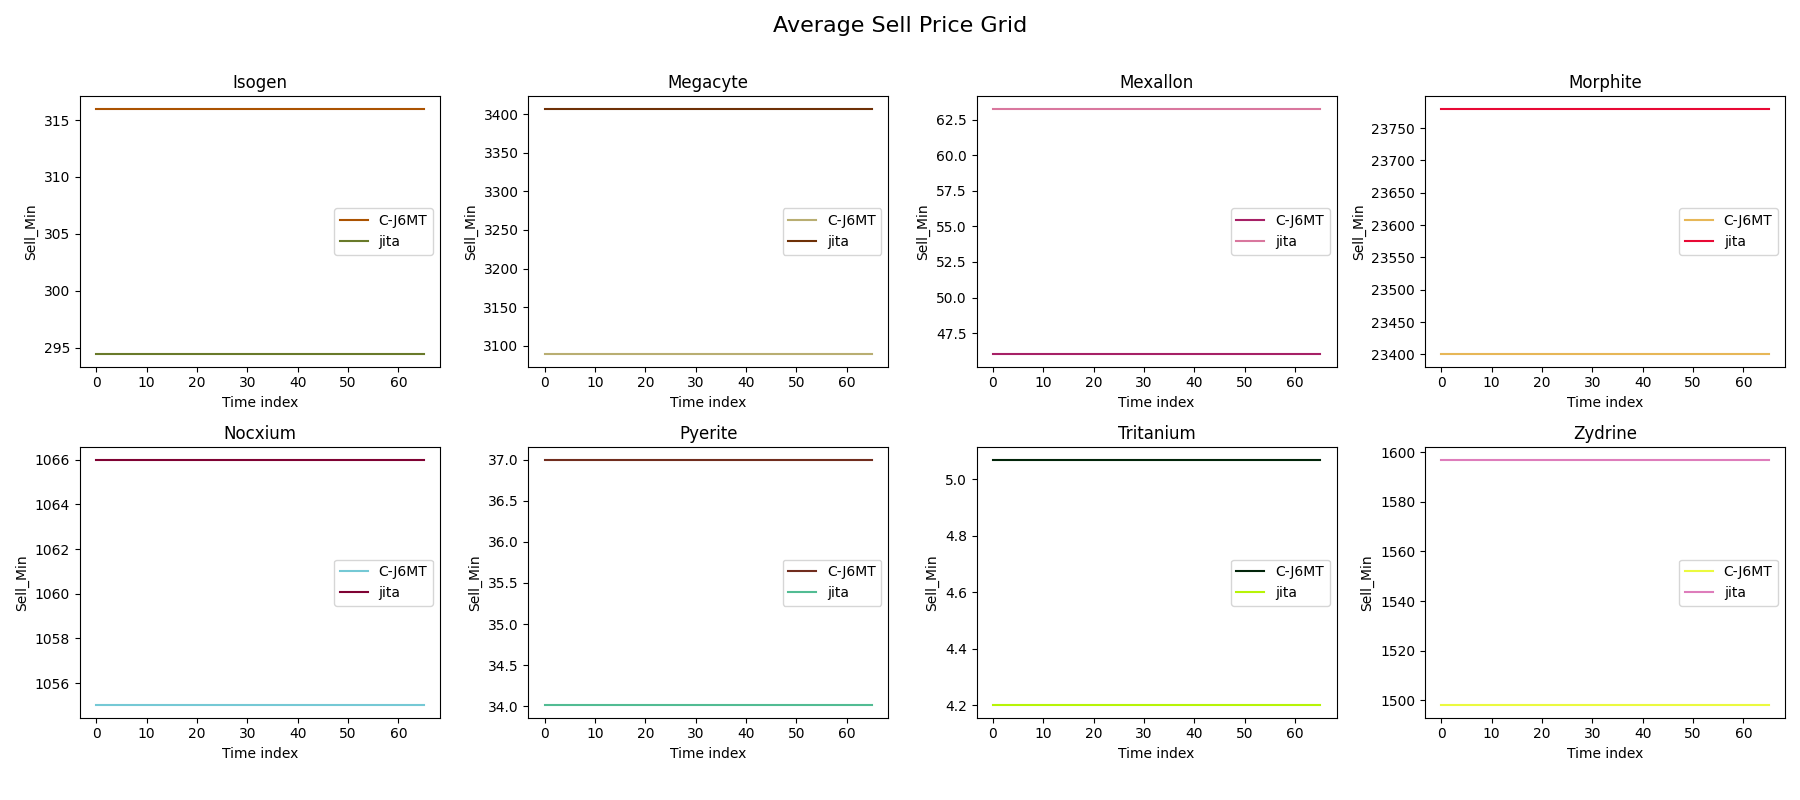 Average Sell Price Grid
Isogen
Sell_Min
315
310
305
300
295
C-J6MT
jita
0 10 20 30 40 50 60
Time index
Megacyte
Sell_Min
3400
3350
3300
3250
3200
3150
3100
C-J6MT
jita
0 10 20 30 40 50 60
Time index
Mexallon
Sell_Min
62.5
60.0
57.5
55.0
52.5
50.0
47.5
C-J6MT
jita
0 10 20 30 40 50 60
Time index
Morphite
Sell_Min
23750
23700
23650
23600
23550
23500
23450
23400
C-J6MT
jita
0 10 20 30 40 50 60
Time index
Nocxium
Sell_Min
1066
1064
1062
1060
1058
1056
C-J6MT
jita
0 10 20 30 40 50 60
Time index
Pyerite
Sell_Min
37.0
36.5
36.0
35.5
35.0
34.5
34.0
C-J6MT
jita
0 10 20 30 40 50 60
Time index
Tritanium
Sell_Min
5.0
4.8
4.6
4.4
4.2
C-J6MT
jita
0 10 20 30 40 50 60
Time index
Zydrine
Sell_Min
1600
1580
1560
1540
1520
1500
C-J6MT
jita
0 10 20 30 40 50 60
Time index